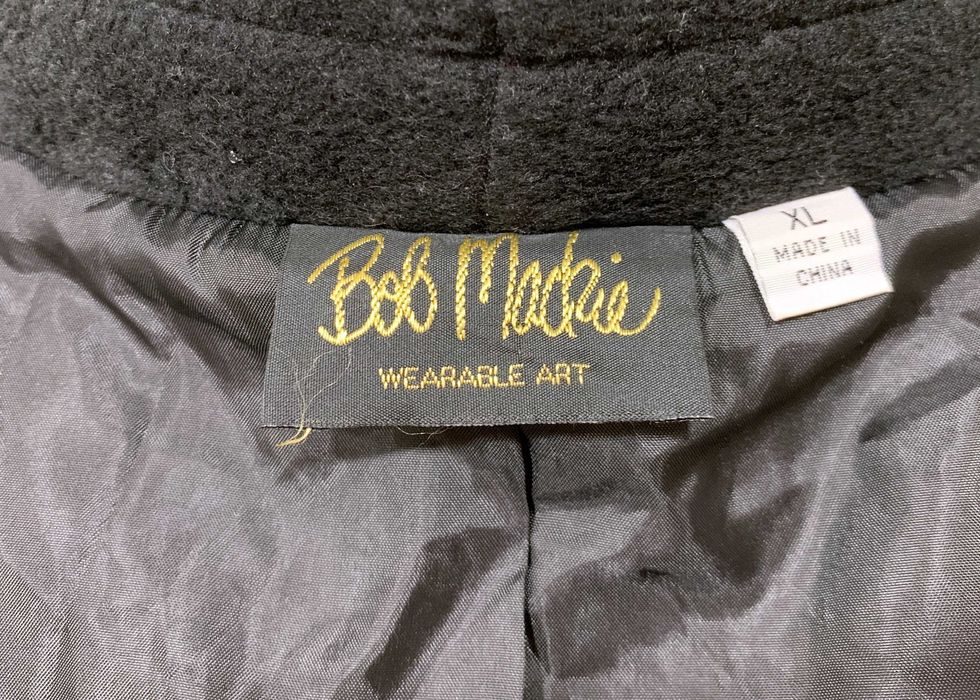 Bob Mackie
WEARABLE ART
XL
MADE IN
CHINA